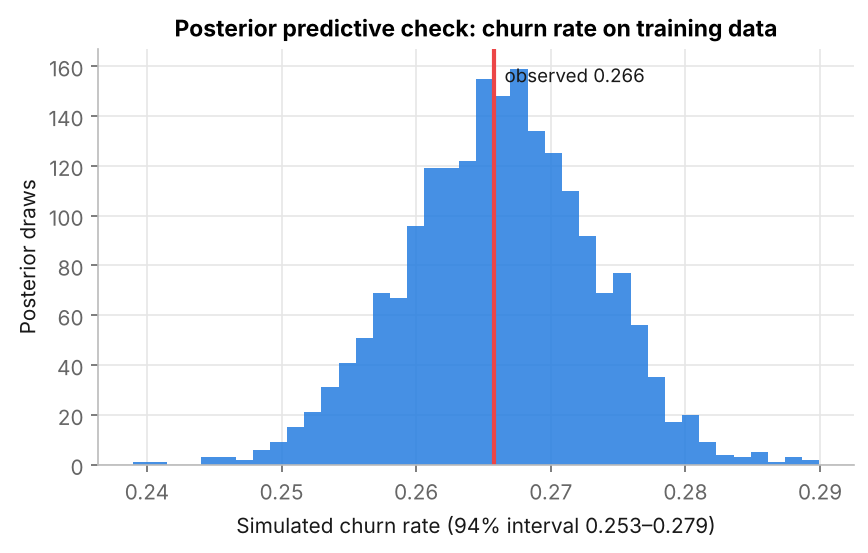 Posterior predictive check: churn rate on training data
160
140
120
100
80
60
40
20
0
Posterior draws
observed 0.266
0.24 0.25 0.26 0.27 0.28 0.29
Simulated churn rate (94% interval 0.253–0.279)